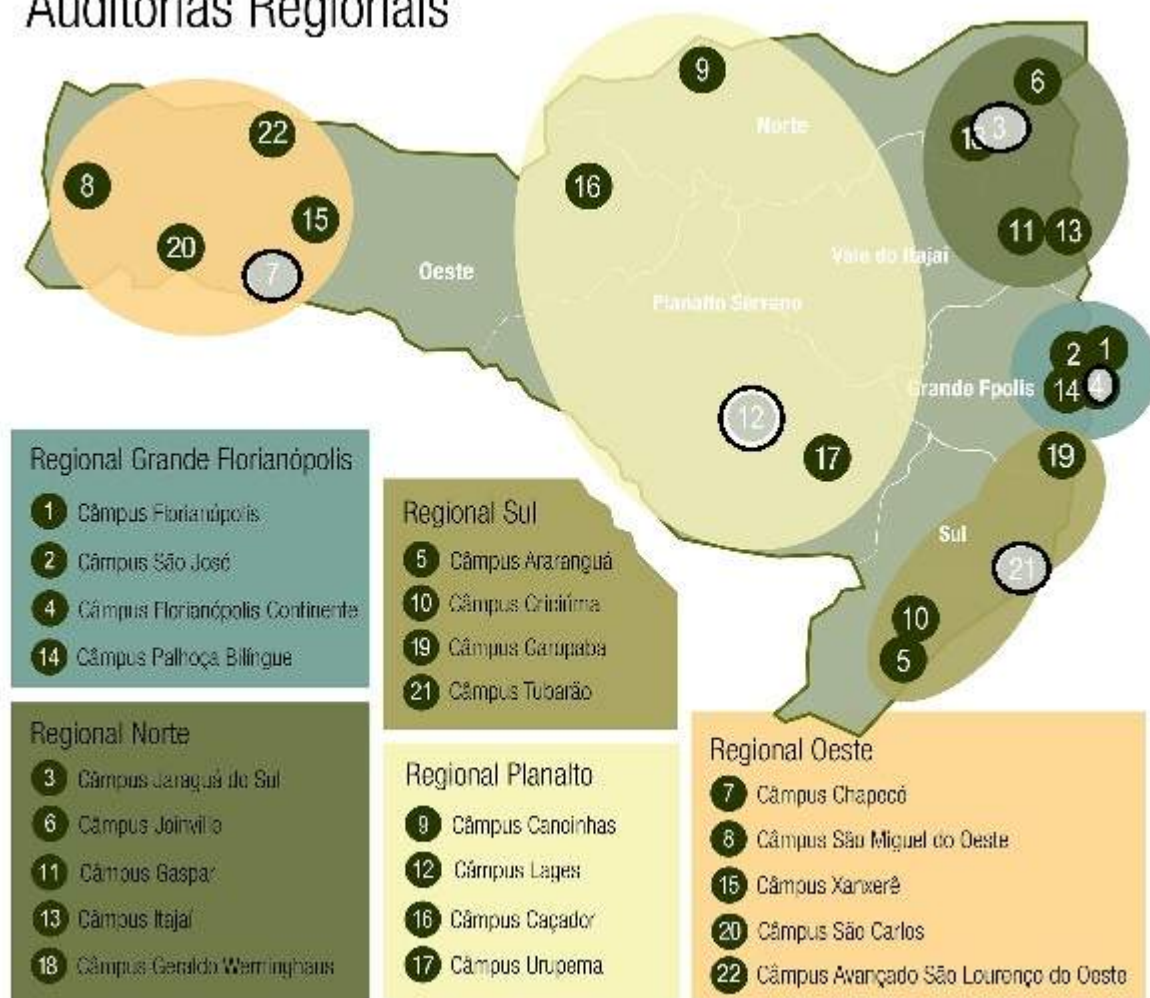 Auditorias Regionais
9
6
Norte
3
18
22
8
16
15
11
13
20
Vale do Itajaí
7
Oeste
Planalto Serrano
2
1
Grande Fpolis
14
4
12
17
19
Sul
21
10
5
Regional Grande Florianópolis
1 Câmpus Florianópolis
2 Câmpus São José
4 Câmpus Florianópolis Continente
14 Câmpus Palhoça Bilíngue
Regional Sul
5 Câmpus Araranguá
10 Câmpus Criciúma
19 Câmpus Garopaba
21 Câmpus Tubarão
Regional Norte
3 Câmpus Jaraguá do Sul
6 Câmpus Joinville
11 Câmpus Gaspar
13 Câmpus Itajaí
18 Câmpus Geraldo Werninghaus
Regional Planalto
9 Câmpus Canoinhas
12 Câmpus Lages
16 Câmpus Caçador
17 Câmpus Urupema
Regional Oeste
7 Câmpus Chapecó
8 Câmpus São Miguel do Oeste
15 Câmpus Xanxerê
20 Câmpus São Carlos
22 Câmpus Avançado São Lourenço do Oeste